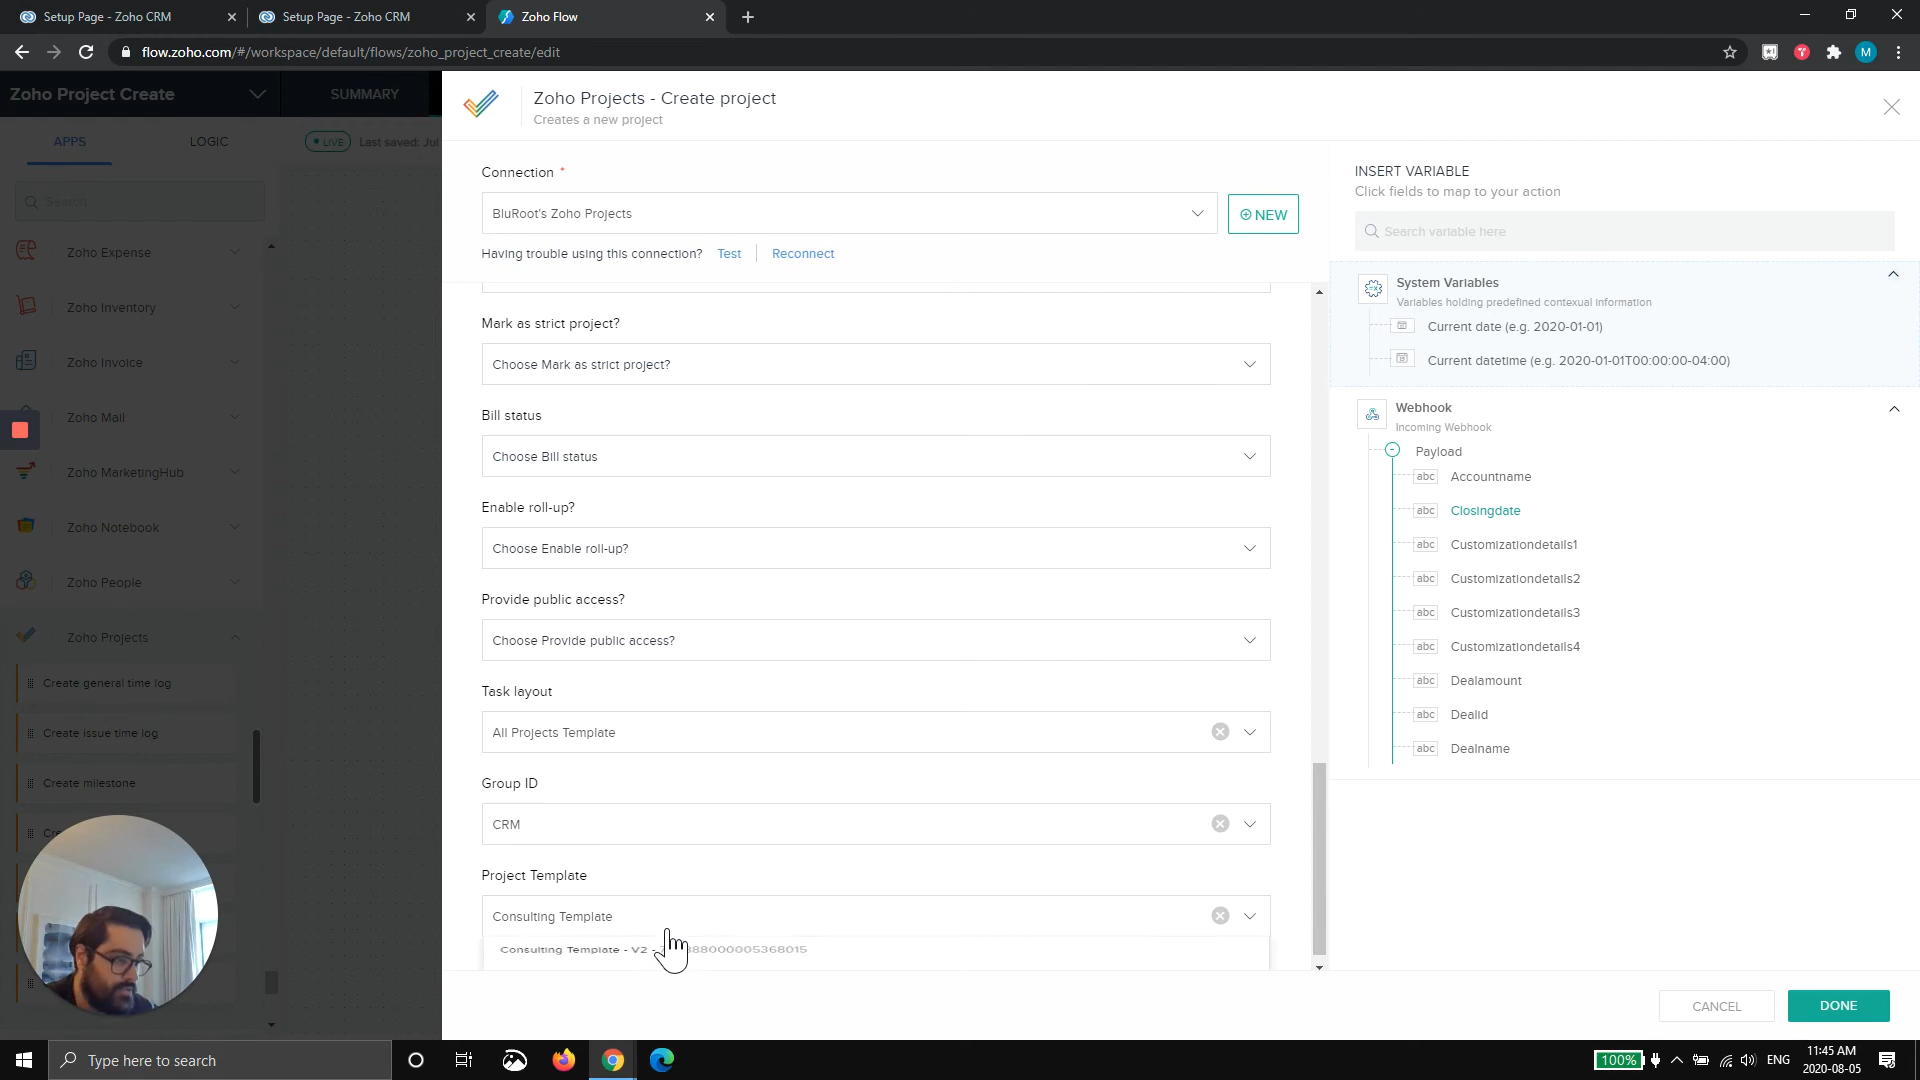 Setup Page - Zoho CRM
Setup Page - Zoho CRM
Zoho Flow
flow.zoho.com/#/workspace/default/flows/zoho_project_create/edit
M
Zoho Project Create
SUMMARY
APPS
LOGIC
LIVE
Last saved: Jul
Search
Zoho Expense
Zoho Inventory
Zoho Invoice
Zoho Mail
Zoho MarketingHub
Zoho Notebook
Zoho People
Zoho Projects
Create general time log
Create issue time log
Create milestone
Zoho Projects - Create project
Creates a new project
Connection *
BluRoot's Zoho Projects
NEW
Having trouble using this connection? Test Reconnect
Mark as strict project?
Choose Mark as strict project?
Bill status
Choose Bill status
Enable roll-up?
Choose Enable roll-up?
Provide public access?
Choose Provide public access?
Task layout
All Projects Template
Group ID
CRM
Project Template
Consulting Template
Consulting Template - V2 -
INSERT VARIABLE
Click fields to map to your action
Search variable here
System Variables
Variables holding predefined contexual information
Current date (e.g. 2020-01-01)
Current datetime (e.g. 2020-01-01T00:00:00-04:00)
Webhook
Incoming Webhook
Payload
abc Accountname
abc Closingdate
abc Customizationdetails1
abc Customizationdetails2
abc Customizationdetails3
abc Customizationdetails4
abc Dealamount
abc Dealid
abc Dealname
CANCEL
DONE
Type here to search
100%
ENG
11:45 AM
2020-08-05